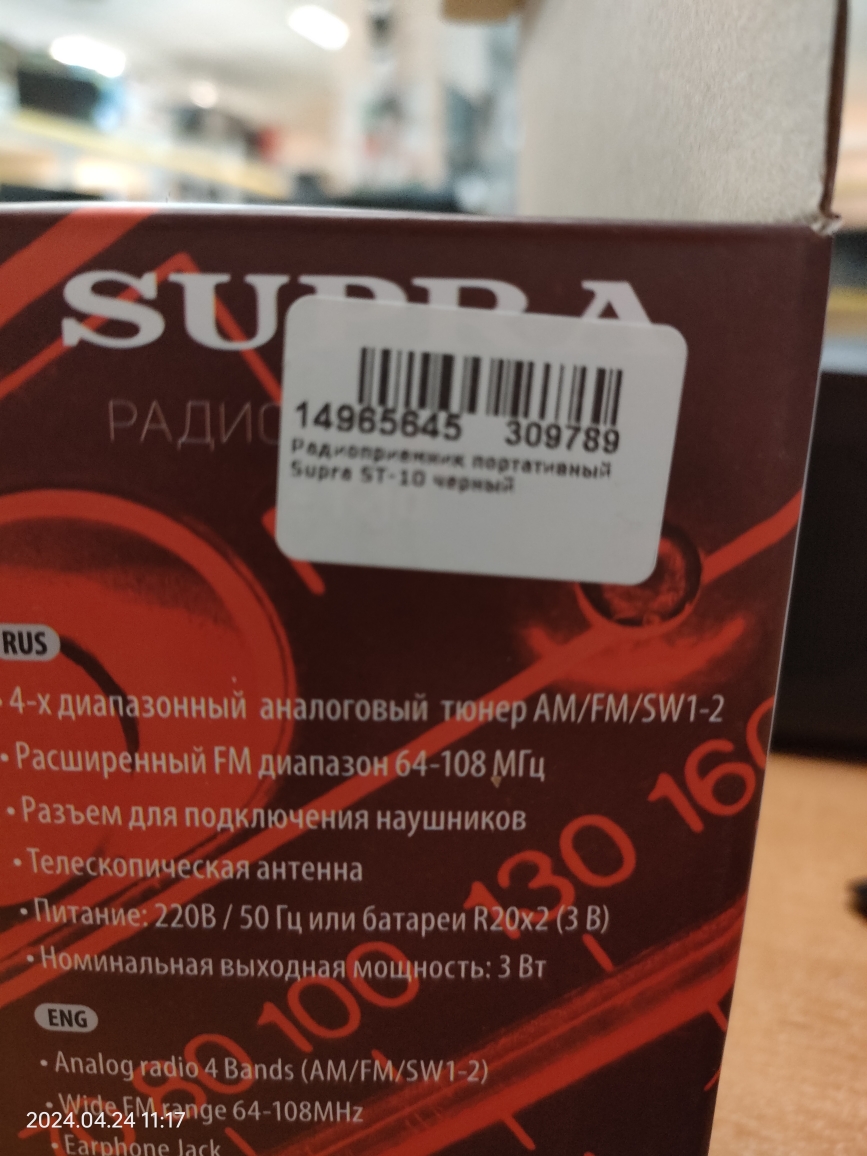 SUPRA
РАДИО
14965645 309789
Радиоприемник портативный
Supra ST-10 черный
RUS
• 4-х диапазонный аналоговый тюнер AM/FM/SW1-2
• Расширенный FM диапазон 64-108 МГц
• Разъем для подключения наушников
• Телескопическая антенна
• Питание: 220В / 50 Гц или батареи R20x2 (3 В)
• Номинальная выходная мощность: 3 Вт
160
130
100
80
ENG
• Analog radio 4 Bands (AM/FM/SW1-2)
• Wide FM range 64-108MHz
• Earphone Jack
2024.04.24 11:17